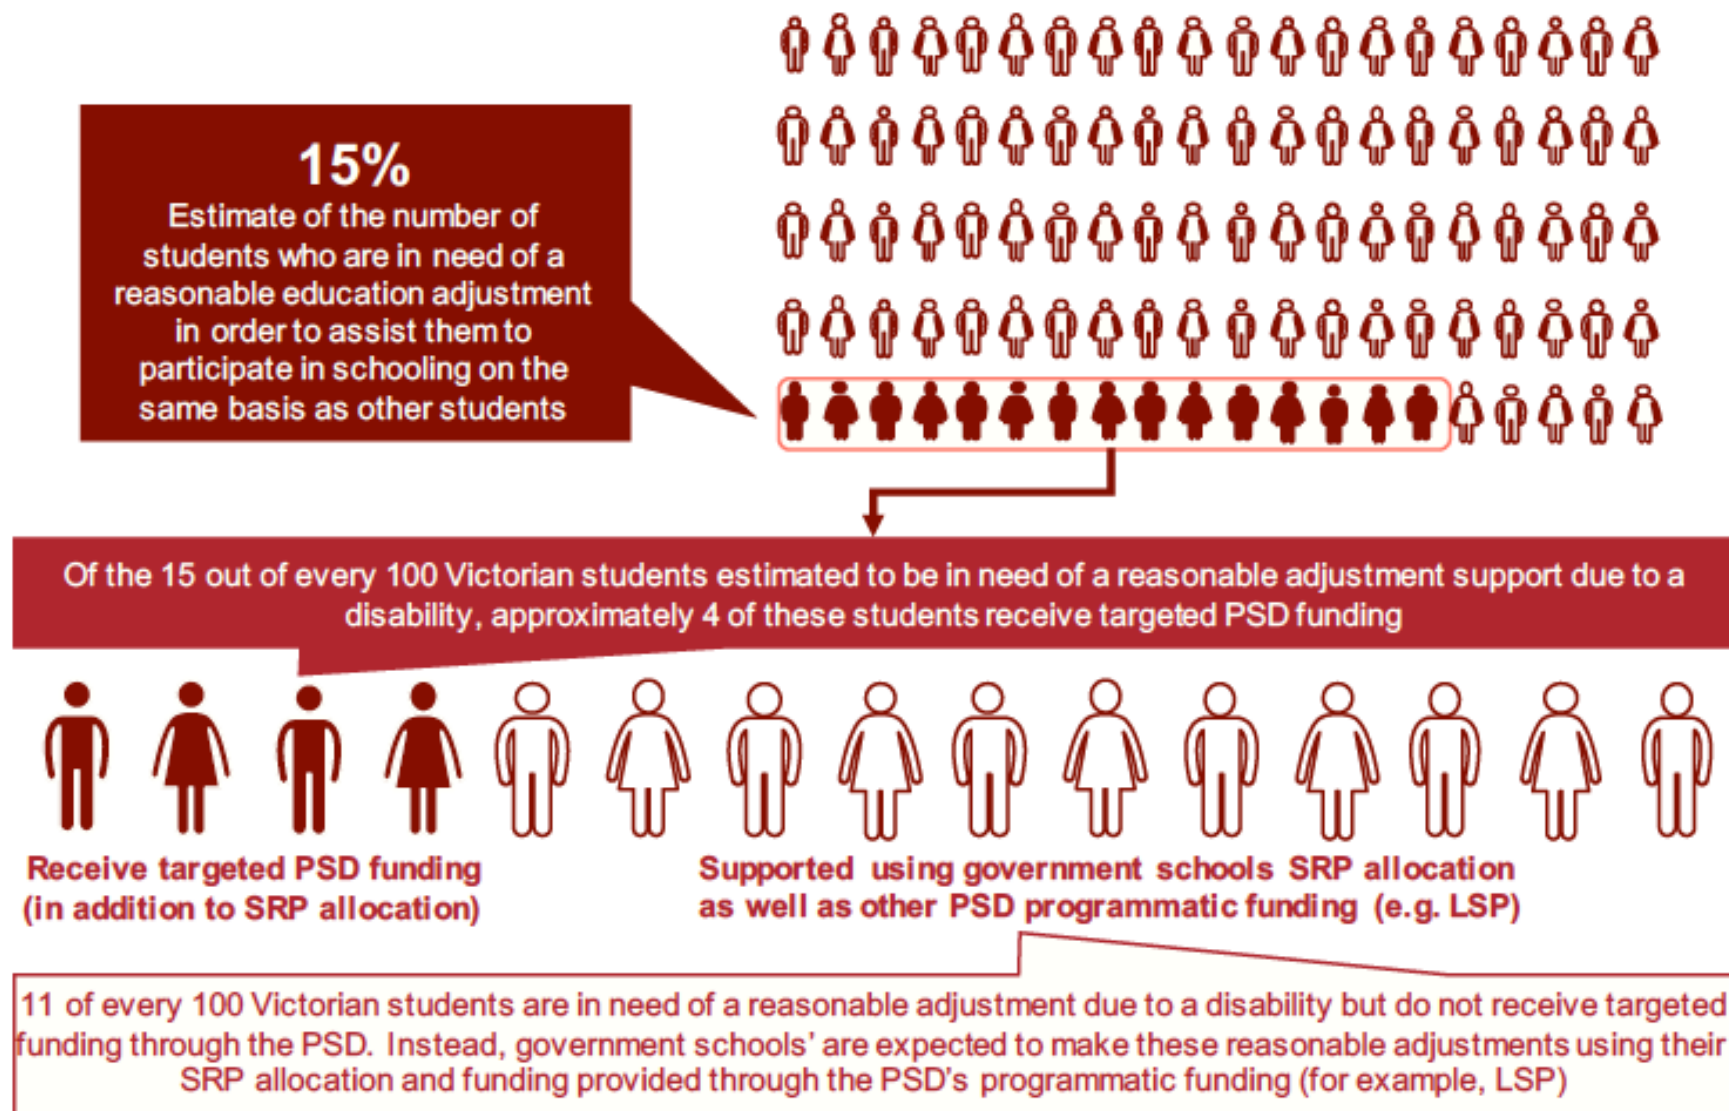 15%
Estimate of the number of
students who are in need of a
reasonable education adjustment
in order to assist them to
participate in schooling on the
same basis as other students
Of the 15 out of every 100 Victorian students estimated to be in need of a reasonable adjustment support due to a
disability, approximately 4 of these students receive targeted PSD funding
Receive targeted PSD funding
(in addition to SRP allocation)
Supported using government schools SRP allocation
as well as other PSD programmatic funding (e.g. LSP)
11 of every 100 Victorian students are in need of a reasonable adjustment due to a disability but do not receive targeted
funding through the PSD. Instead, government schools' are expected to make these reasonable adjustments using their
SRP allocation and funding provided through the PSD's programmatic funding (for example, LSP)